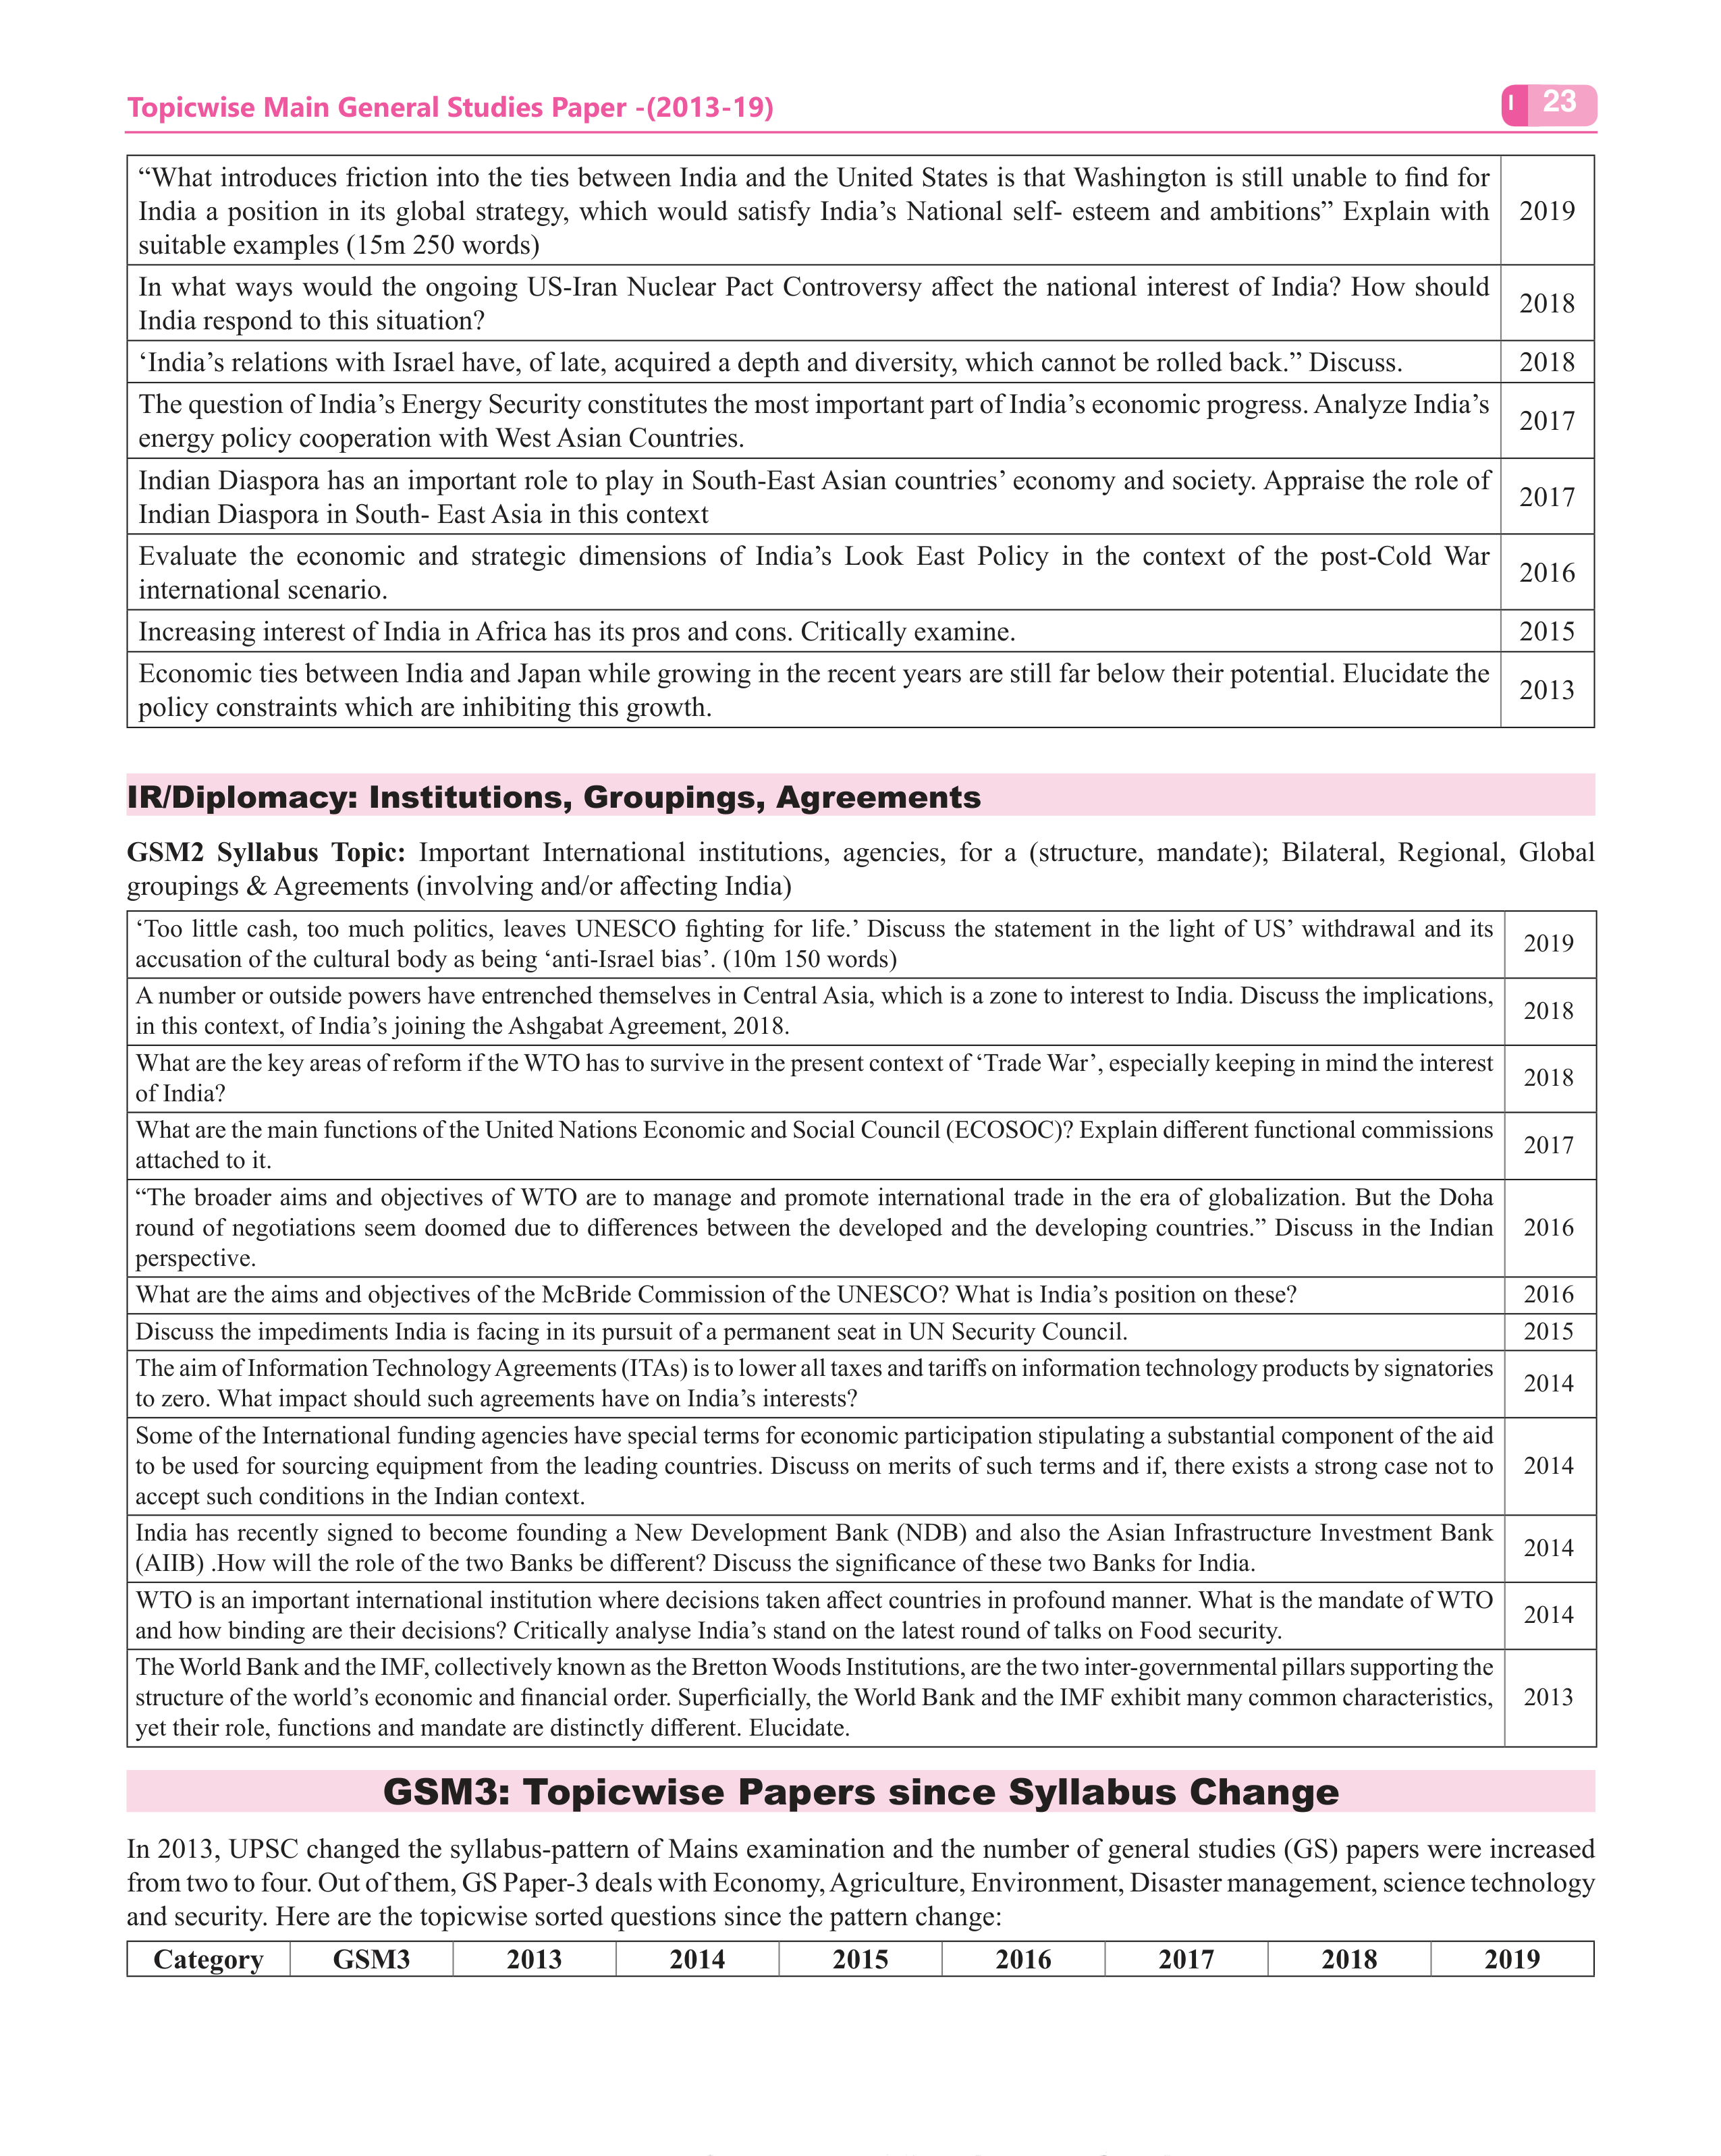 Topicwise Main General Studies Paper -(2013-19)
I 23
“What introduces friction into the ties between India and the United States is that Washington is still unable to find for
India a position in its global strategy, which would satisfy India’s National self- esteem and ambitions” Explain with
suitable examples (15m 250 words)
2019
In what ways would the ongoing US-Iran Nuclear Pact Controversy affect the national interest of India? How should
India respond to this situation?
2018
‘India’s relations with Israel have, of late, acquired a depth and diversity, which cannot be rolled back.” Discuss.
2018
The question of India’s Energy Security constitutes the most important part of India’s economic progress. Analyze India’s
energy policy cooperation with West Asian Countries.
2017
Indian Diaspora has an important role to play in South-East Asian countries’ economy and society. Appraise the role of
Indian Diaspora in South- East Asia in this context
2017
Evaluate the economic and strategic dimensions of India’s Look East Policy in the context of the post-Cold War
international scenario.
2016
Increasing interest of India in Africa has its pros and cons. Critically examine.
2015
Economic ties between India and Japan while growing in the recent years are still far below their potential. Elucidate the
policy constraints which are inhibiting this growth.
2013
IR/Diplomacy: Institutions, Groupings, Agreements
GSM2 Syllabus Topic: Important International institutions, agencies, for a (structure, mandate); Bilateral, Regional, Global
groupings & Agreements (involving and/or affecting India)
‘Too little cash, too much politics, leaves UNESCO fighting for life.’ Discuss the statement in the light of US’ withdrawal and its
accusation of the cultural body as being ‘anti-Israel bias’. (10m 150 words)
2019
A number or outside powers have entrenched themselves in Central Asia, which is a zone to interest to India. Discuss the implications,
in this context, of India’s joining the Ashgabat Agreement, 2018.
2018
What are the key areas of reform if the WTO has to survive in the present context of ‘Trade War’, especially keeping in mind the interest
of India?
2018
What are the main functions of the United Nations Economic and Social Council (ECOSOC)? Explain different functional commissions
attached to it.
2017
“The broader aims and objectives of WTO are to manage and promote international trade in the era of globalization. But the Doha
round of negotiations seem doomed due to differences between the developed and the developing countries.” Discuss in the Indian
perspective.
2016
What are the aims and objectives of the McBride Commission of the UNESCO? What is India’s position on these?
2016
Discuss the impediments India is facing in its pursuit of a permanent seat in UN Security Council.
2015
The aim of Information Technology Agreements (ITAs) is to lower all taxes and tariffs on information technology products by signatories
to zero. What impact should such agreements have on India’s interests?
2014
Some of the International funding agencies have special terms for economic participation stipulating a substantial component of the aid
to be used for sourcing equipment from the leading countries. Discuss on merits of such terms and if, there exists a strong case not to
accept such conditions in the Indian context.
2014
India has recently signed to become founding a New Development Bank (NDB) and also the Asian Infrastructure Investment Bank
(AIIB) .How will the role of the two Banks be different? Discuss the significance of these two Banks for India.
2014
WTO is an important international institution where decisions taken affect countries in profound manner. What is the mandate of WTO
and how binding are their decisions? Critically analyse India’s stand on the latest round of talks on Food security.
2014
The World Bank and the IMF, collectively known as the Bretton Woods Institutions, are the two inter-governmental pillars supporting the
structure of the world’s economic and financial order. Superficially, the World Bank and the IMF exhibit many common characteristics,
yet their role, functions and mandate are distinctly different. Elucidate.
2013
GSM3: Topicwise Papers since Syllabus Change
In 2013, UPSC changed the syllabus-pattern of Mains examination and the number of general studies (GS) papers were increased
from two to four. Out of them, GS Paper-3 deals with Economy, Agriculture, Environment, Disaster management, science technology
and security. Here are the topicwise sorted questions since the pattern change:
Category GSM3 2013 2014 2015 2016 2017 2018 2019